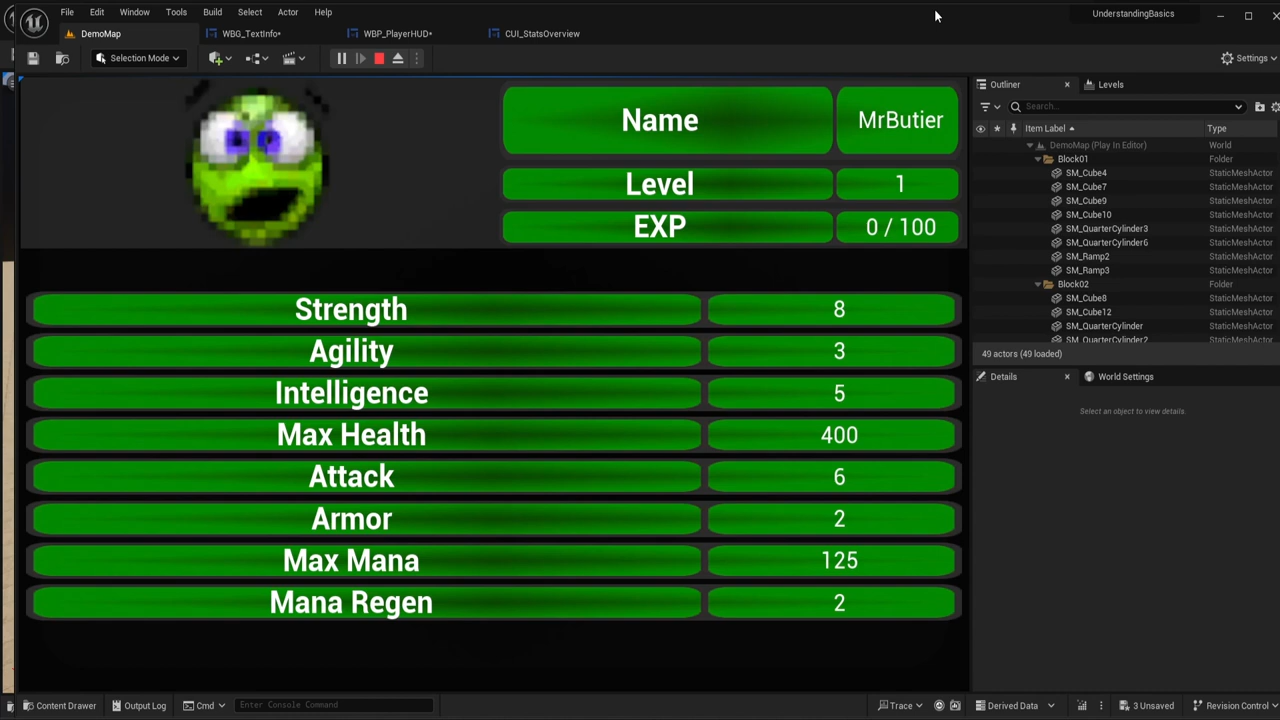 File Edit Window Tools Build Select Actor Help
UnderstandingBasics
DemoMap
WBG_TextInfo*
WBP_PlayerHUD*
CUI_StatsOverview
Selection Mode
Settings
Name MrButier
Level 1
EXP 0 / 100
Strength 8
Agility 3
Intelligence 5
Max Health 400
Attack 6
Armor 2
Max Mana 125
Mana Regen 2
Outliner
Levels
Search...
Item Label Type
DemoMap (Play In Editor) World
Block01 Folder
SM_Cube4 StaticMeshActor
SM_Cube7 StaticMeshActor
SM_Cube9 StaticMeshActor
SM_Cube10 StaticMeshActor
SM_QuarterCylinder3 StaticMeshActor
SM_QuarterCylinder6 StaticMeshActor
SM_Ramp2 StaticMeshActor
SM_Ramp3 StaticMeshActor
Block02 Folder
SM_Cube8 StaticMeshActor
SM_Cube12 StaticMeshActor
SM_QuarterCylinder StaticMeshActor
SM_QuarterCylinder2 StaticMeshActor
49 actors (49 loaded)
Details
World Settings
Select an object to view details.
Content Drawer
Output Log
Cmd
Enter Console Command
Trace
Derived Data
3 Unsaved
Revision Control